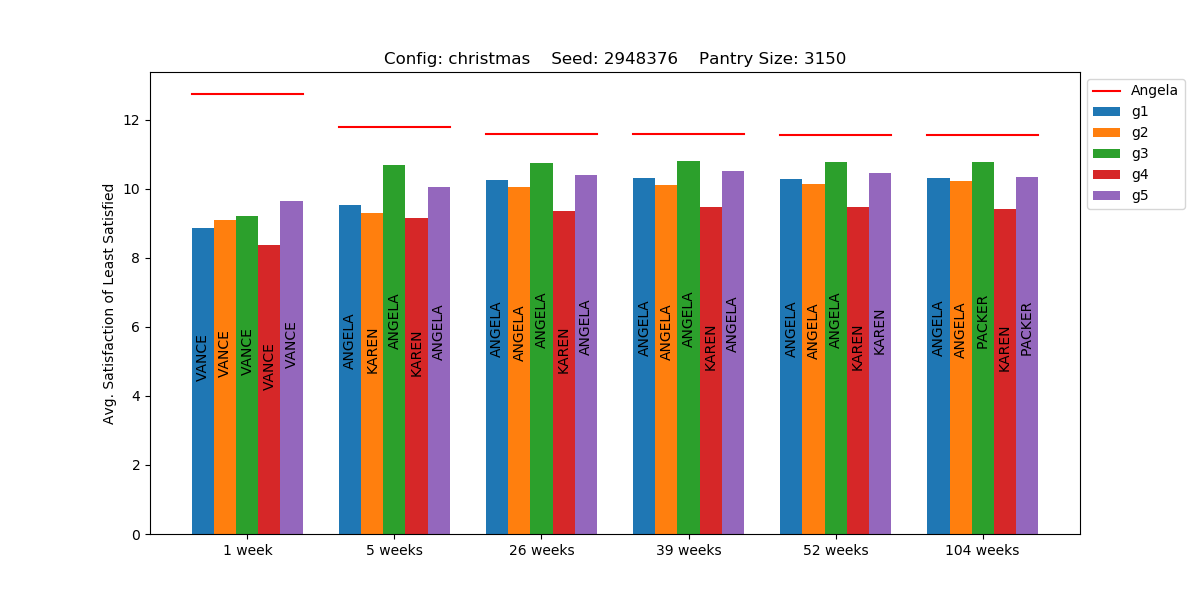 Config: christmas    Seed: 2948376    Pantry Size: 3150
Avg. Satisfaction of Least Satisfied
12
10
8
6
4
2
0
VANCE
VANCE
VANCE
VANCE
VANCE
ANGELA
KAREN
ANGELA
KAREN
ANGELA
ANGELA
ANGELA
ANGELA
KAREN
ANGELA
ANGELA
ANGELA
ANGELA
KAREN
ANGELA
ANGELA
ANGELA
ANGELA
KAREN
KAREN
ANGELA
ANGELA
PACKER
KAREN
PACKER
1 week
5 weeks
26 weeks
39 weeks
52 weeks
104 weeks
Angela
g1
g2
g3
g4
g5